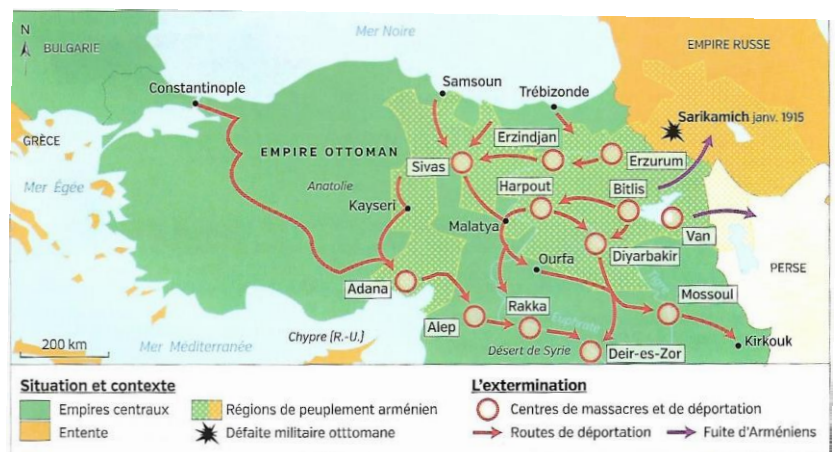 N
BULGARIE
Mer Noire
EMPIRE RUSSE
Constantinople
Samsoun
Trébizonde
Sarikamich janv. 1915
GRÈCE
EMPIRE OTTOMAN
Erzindjan
Sivas
Erzurum
Mer Égée
Anatolie
Harpout
Bitlis
Kayseri
Malatya
Van
Diyarbakir
Ourfa
PERSE
Adana
Tigre
Mossoul
Rakka
Euphrate
Alep
Chypre [R.-U.]
200 km
Mer Méditerranée
Désert de Syrie
Deir-es-Zor
Kirkouk
Situation et contexte
Empires centraux
Régions de peuplement arménien
Entente
Défaite militaire otttomane
L'extermination
Centres de massacres et de déportation
Routes de déportation
Fuite d'Arméniens